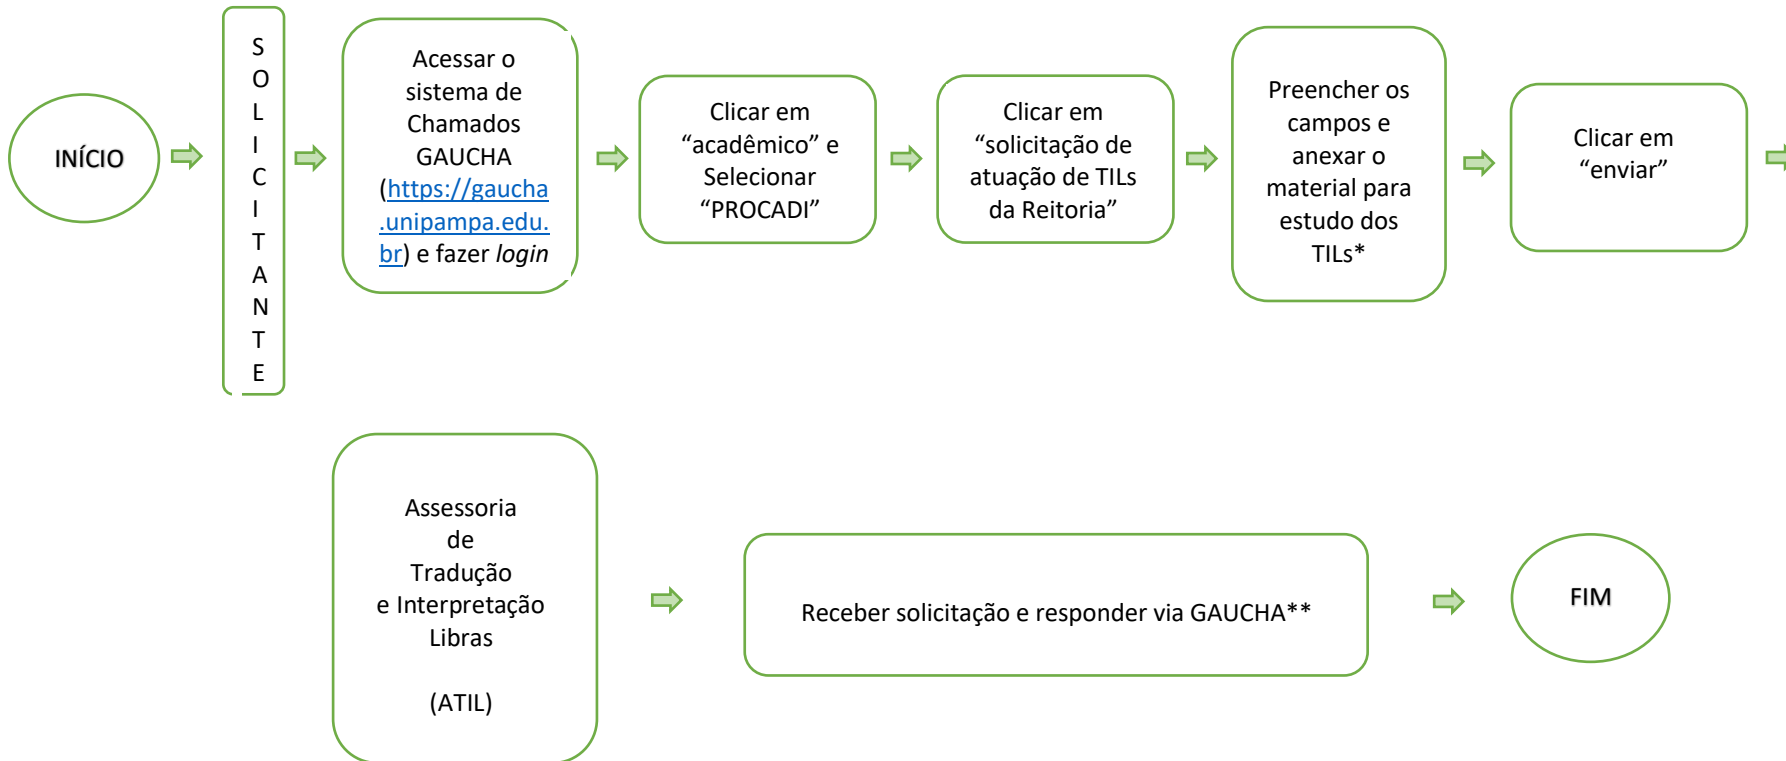 INÍCIO
S
O
L
I
C
I
T
A
N
T
E
Acessar o
sistema de
Chamados
GAUCHA
(https://gaucha
.unipampa.edu.
br) e fazer login
Clicar em
“acadêmico” e
Selecionar
“PROCADI”
Clicar em
“solicitação de
atuação de TILs
da Reitoria”
Preencher os
campos e
anexar o
material para
estudo dos
TILs*
Clicar em
“enviar”
Assessoria
de
Tradução
e Interpretação
Libras
(ATIL)
Receber solicitação e responder via GAUCHA**
FIM